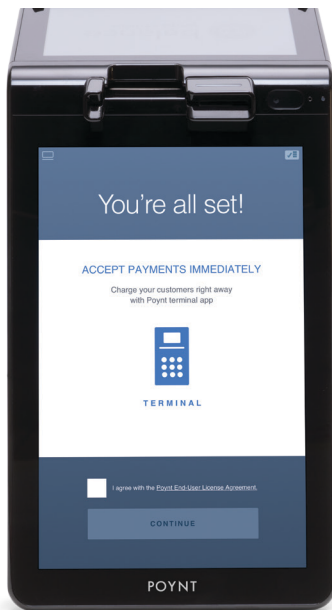 You're all set!
ACCEPT PAYMENTS IMMEDIATELY
Charge your customers right away
with Poynt terminal app
TERMINAL
I agree with the Poynt End-User License Agreement.
CONTINUE
POYNT